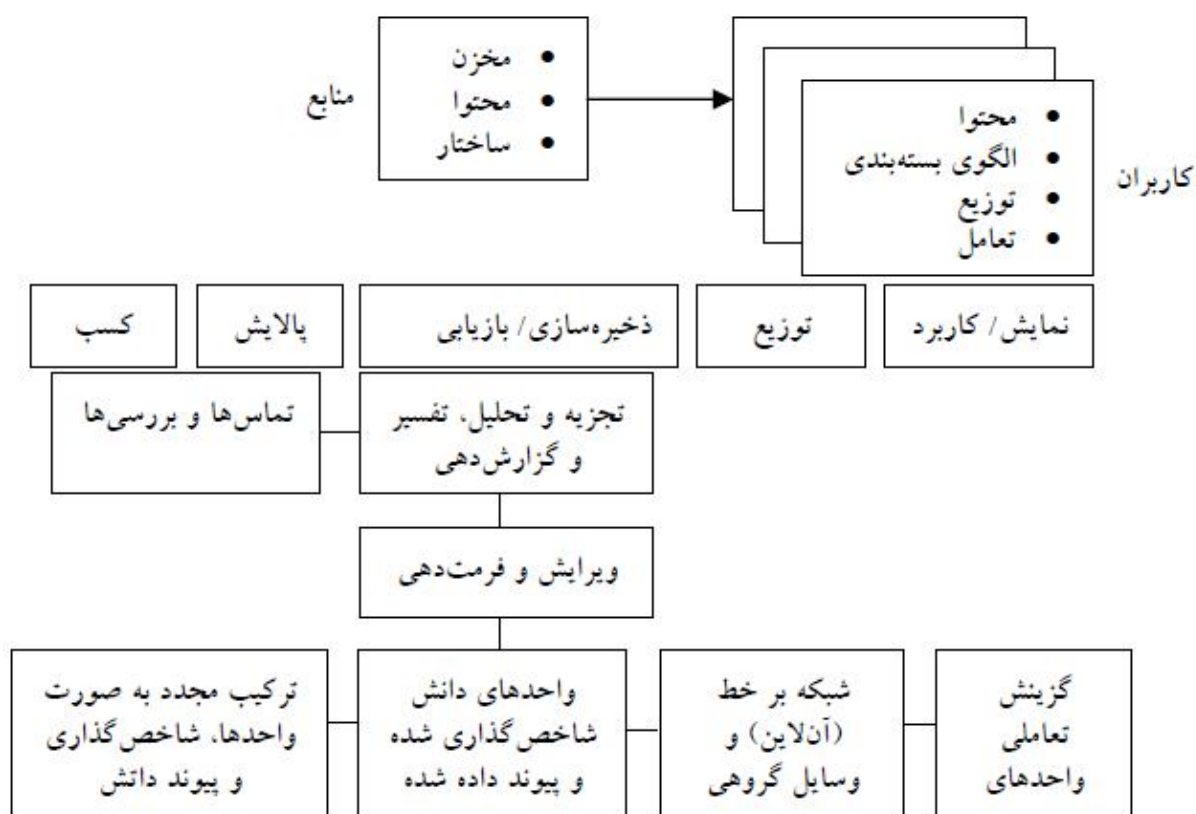 منابع
مخزن
محتوا
ساختار
کاربران
محتوا
الگوی بسته‌بندی
توزیع
تعامل
کسب
پالایش
ذخیره‌سازی/ بازیابی
توزیع
نمایش/ کاربرد
تماس‌ها و بررسی‌ها
تجزیه و تحلیل، تفسیر
و گزارش‌دهی
ویرایش و فرمت‌دهی
ترکیب مجدد به صورت
واحدها، شاخص‌گذاری
و پیوند داتش
واحدهای دانش
شاخص‌گذاری شده
و پیوند داده شده
شبکه بر خط
(آن‌لاین) و
وسایل گروهی
گزینش
تعاملی
واحدهای